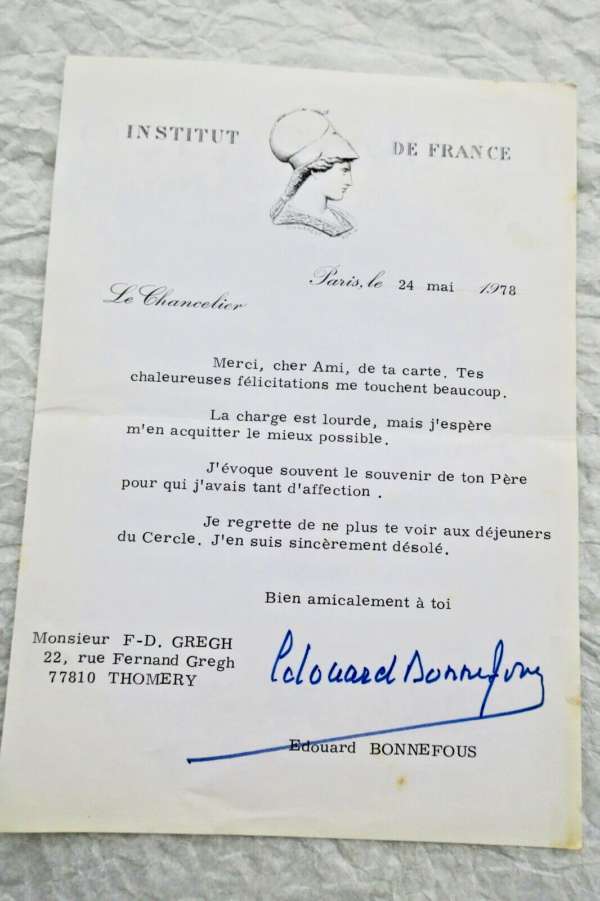 INSTITUT DE FRANCE
Paris, le 24 mai 1978
Le Chancelier
Merci, cher Ami, de ta carte. Tes
chaleureuses félicitations me touchent beaucoup.
La charge est lourde, mais j'espère
m'en acquitter le mieux possible.
J'évoque souvent le souvenir de ton Père
pour qui j'avais tant d'affection .
Je regrette de ne plus te voir aux déjeuners
du Cercle. J'en suis sincèrement désolé.
Bien amicalement à toi
Monsieur F-D. GREGH
22, rue Fernand Gregh
77810 THOMERY
Edouard Bonnefous
Edouard BONNEFOUS